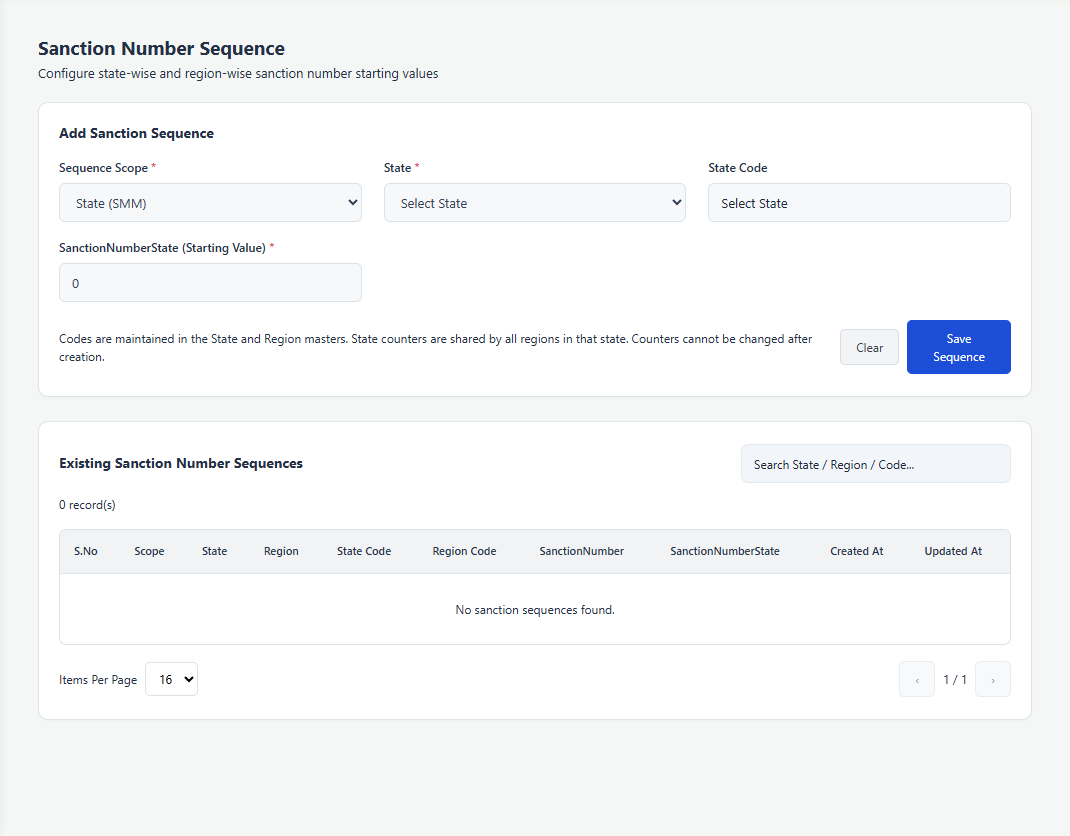 Sanction Number Sequence
Configure state-wise and region-wise sanction number starting values
Add Sanction Sequence
Sequence Scope *
State *
State Code
State (SMM)
Select State
Select State
SanctionNumberState (Starting Value) *
0
Codes are maintained in the State and Region masters. State counters are shared by all regions in that state. Counters cannot be changed after
creation.
Clear
Save
Sequence
Existing Sanction Number Sequences
Search State / Region / Code...
0 record(s)
S.No Scope State Region State Code Region Code SanctionNumber SanctionNumberState Created At Updated At
No sanction sequences found.
Items Per Page 16 ‹ 1 / 1 ›